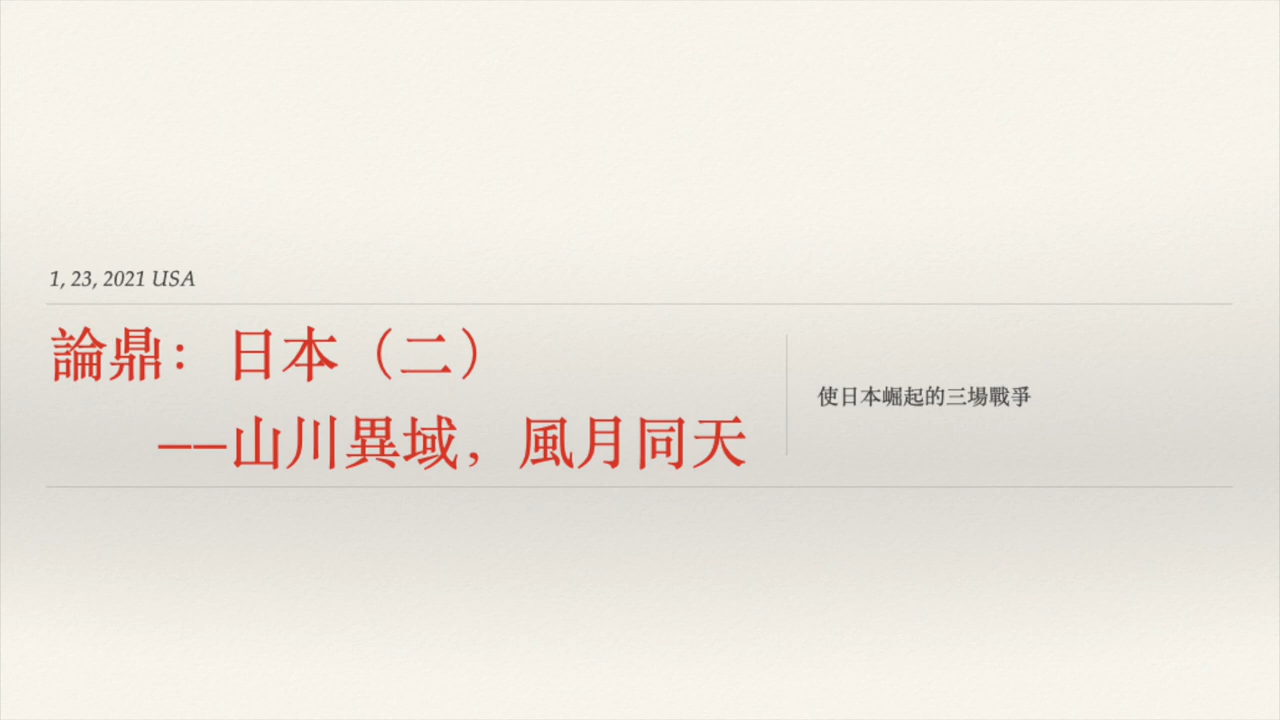 1, 23, 2021 USA
論鼎：日本（二）
——山川異域，風月同天
使日本崛起的三場戰爭